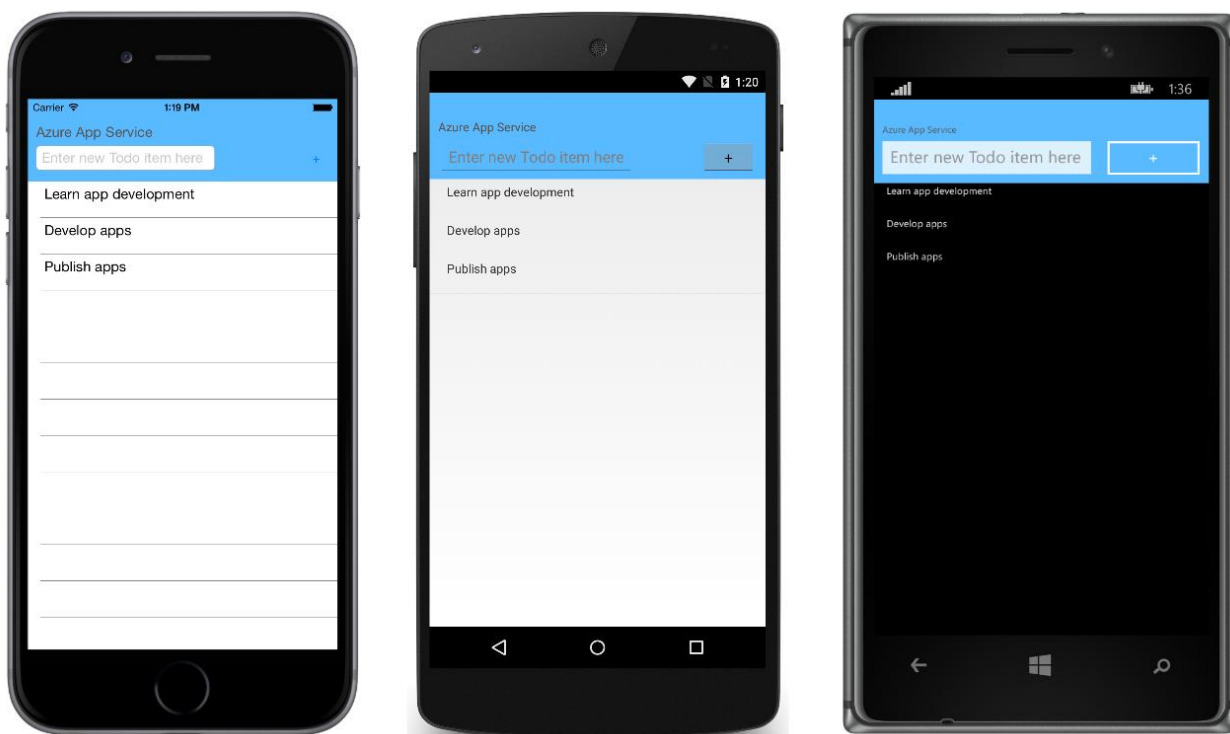 Carrier 1:19 PM
Azure App Service
Enter new Todo item here +
Learn app development
Develop apps
Publish apps
1:20
Azure App Service
Enter new Todo item here +
Learn app development
Develop apps
Publish apps
1:36
Azure App Service
Enter new Todo item here +
Learn app development
Develop apps
Publish apps